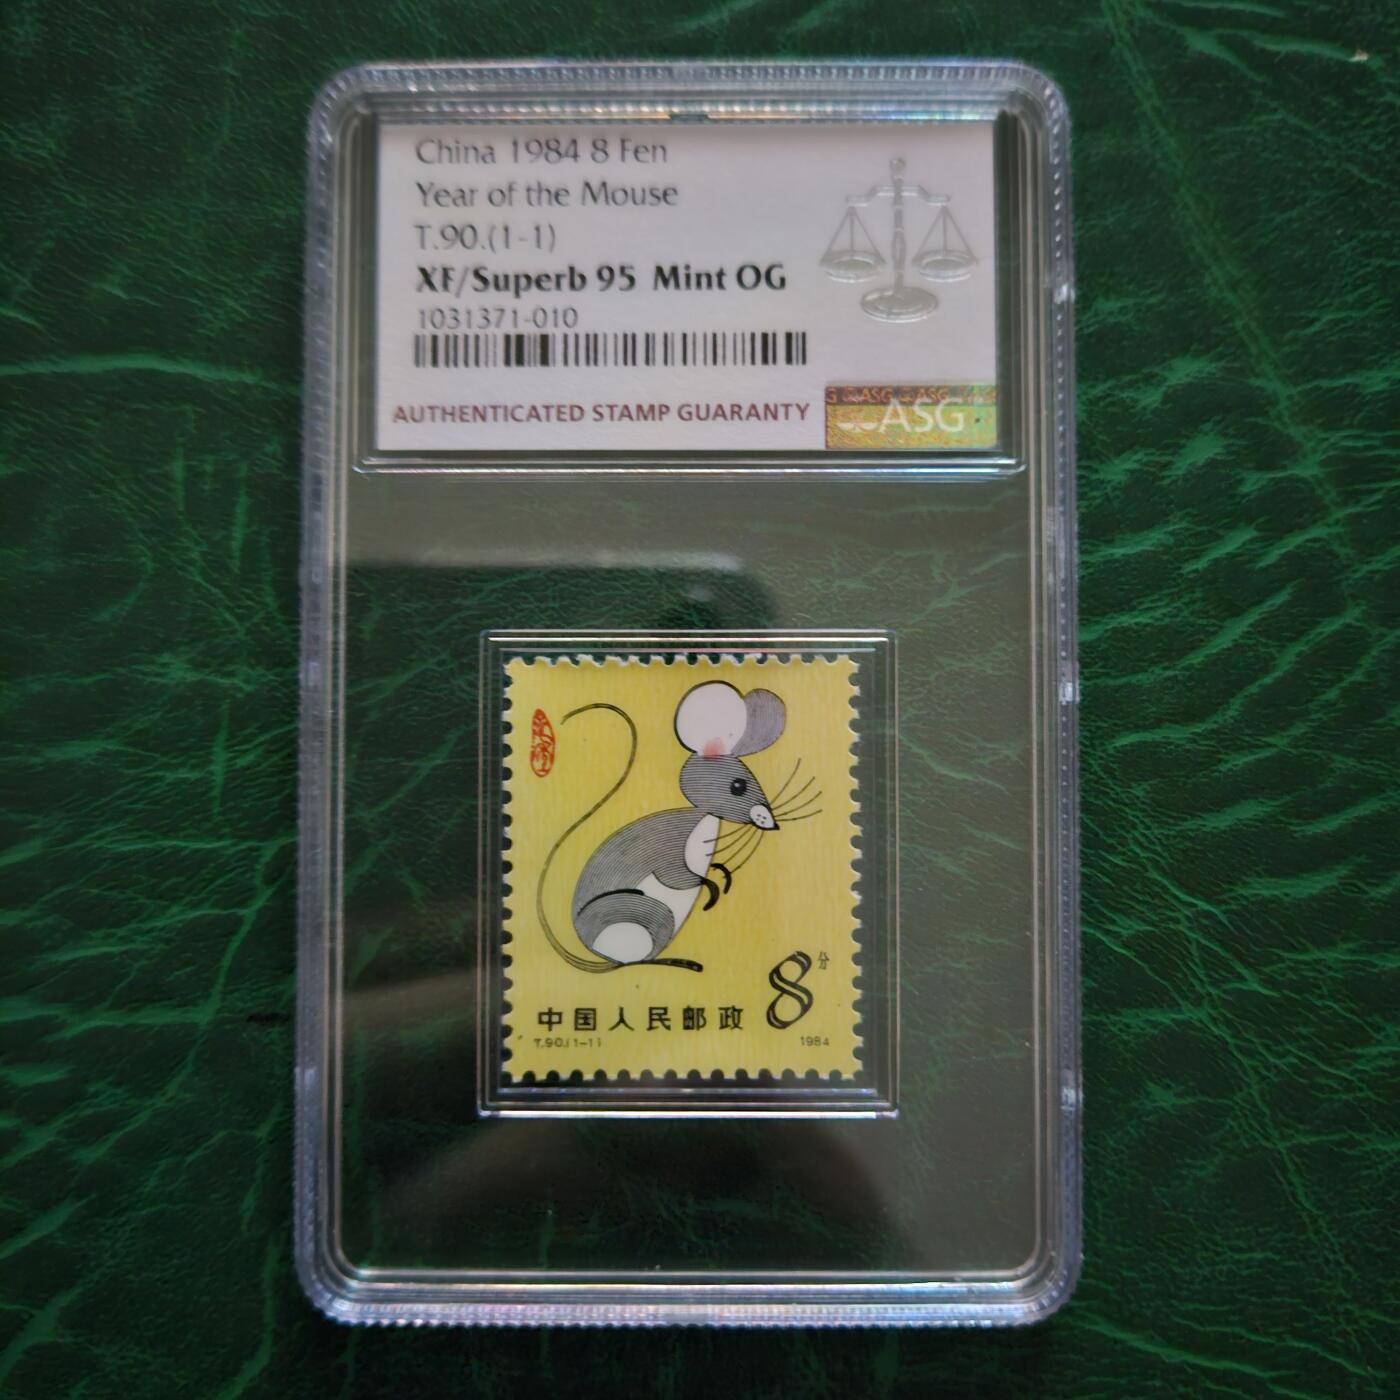 China 1984 8 Fen
Year of the Mouse
T.90.(1-1)
XF/Superb 95 Mint OG
1031371-010
AUTHENTICATED STAMP GUARANTY
ASG
8分
中国人民邮政
T.90.(1-1)
1984